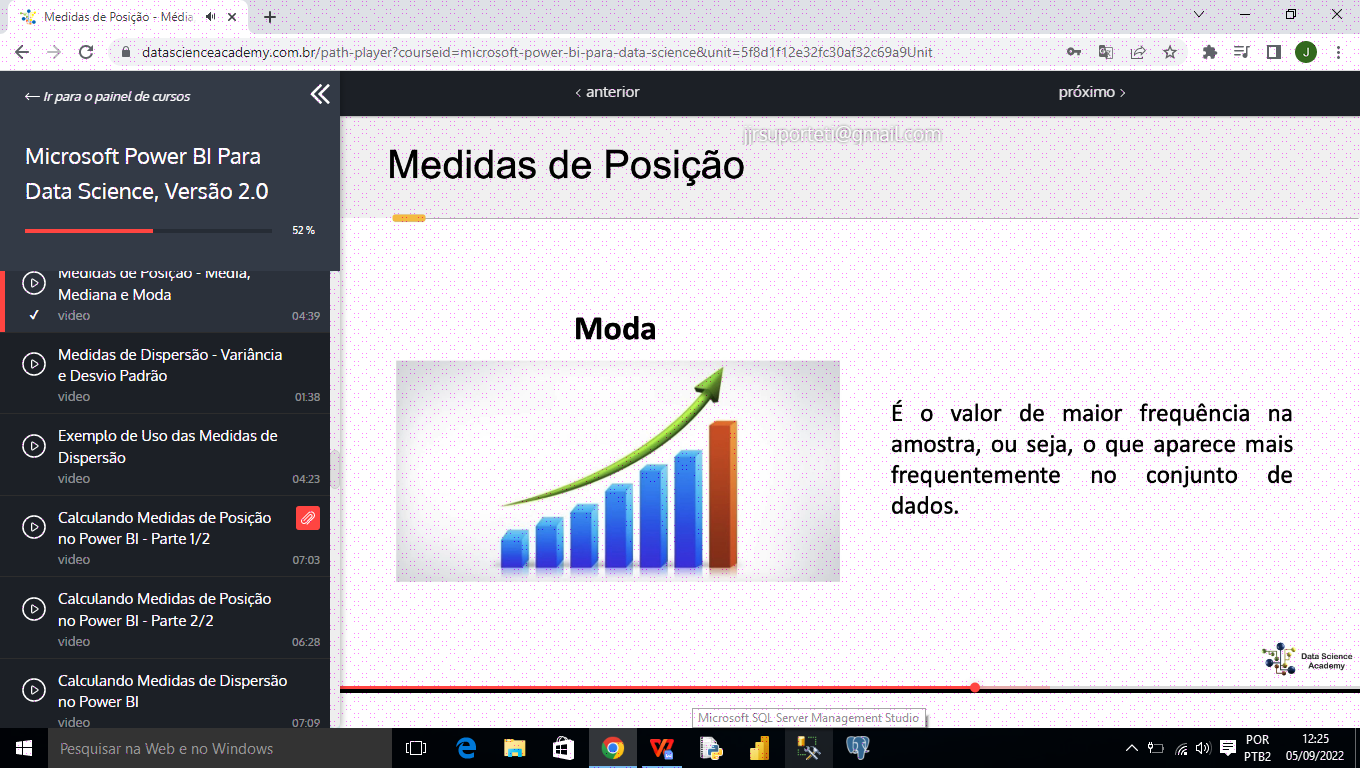 Medidas de Posição - Média
datascienceacademy.com.br/path-player?courseid=microsoft-power-bi-para-data-science&unit=5f8d1f12e32fc30af32c69a9Unit
J
← Ir para o painel de cursos
‹ anterior
próximo ›
Microsoft Power BI Para
Data Science, Versão 2.0
52 %
Medidas de Posição - Média,
Mediana e Moda
video 04:39
Medidas de Dispersão - Variância
e Desvio Padrão
video 01:38
Exemplo de Uso das Medidas de
Dispersão
video 04:23
Calculando Medidas de Posição
no Power BI - Parte 1/2
video 07:03
Calculando Medidas de Posição
no Power BI - Parte 2/2
video 06:28
Calculando Medidas de Dispersão
no Power BI
video 07:09
jjrsuporteti@gmail.com
Medidas de Posição
Moda
É o valor de maior frequência na
amostra, ou seja, o que aparece mais
frequentemente no conjunto de
dados.
Data Science
Academy
Microsoft SQL Server Management Studio
Pesquisar na Web e no Windows
POR
PTB2
12:25
05/09/2022